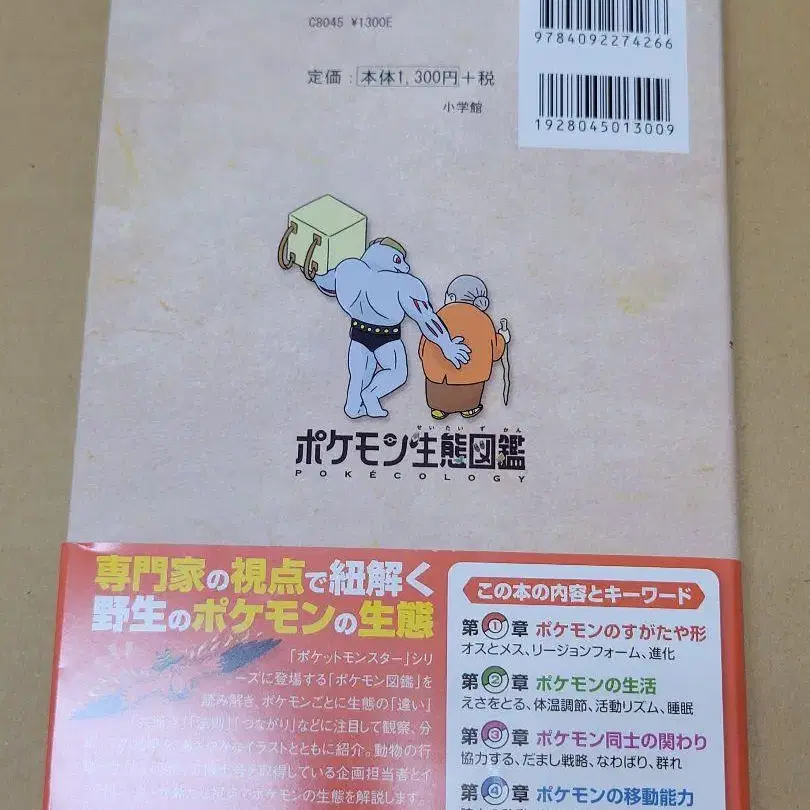 C8045 ¥1300E
9784092274266
定価：本体1,300円+税
小学館
1928045013009
せいたいずかん
ポケモン生態図鑑
POKÉCOLOGY
専門家の視点で紐解く
野生のポケモンの生態
「ポケットモンスター」シリ
ーズに登場する「ポケモン図鑑」を
読み解き、ポケモンごとに生態の「違い」
「法則」「つながり」などに注目して観察、分
イラストとともに紹介。動物の行
を取得している企画担当者とイ
ポケモンの生態を解説します。
この本の内容とキーワード
第1章 ポケモンのすがたや形
オスとメス、リージョンフォーム、進化
第2章 ポケモンの生活
えさをとる、体温調節、活動リズム、睡眠
第3章 ポケモン同士の関わり
協力する、だまし戦略、なわばり、群れ
第4章 ポケモンの移動能力